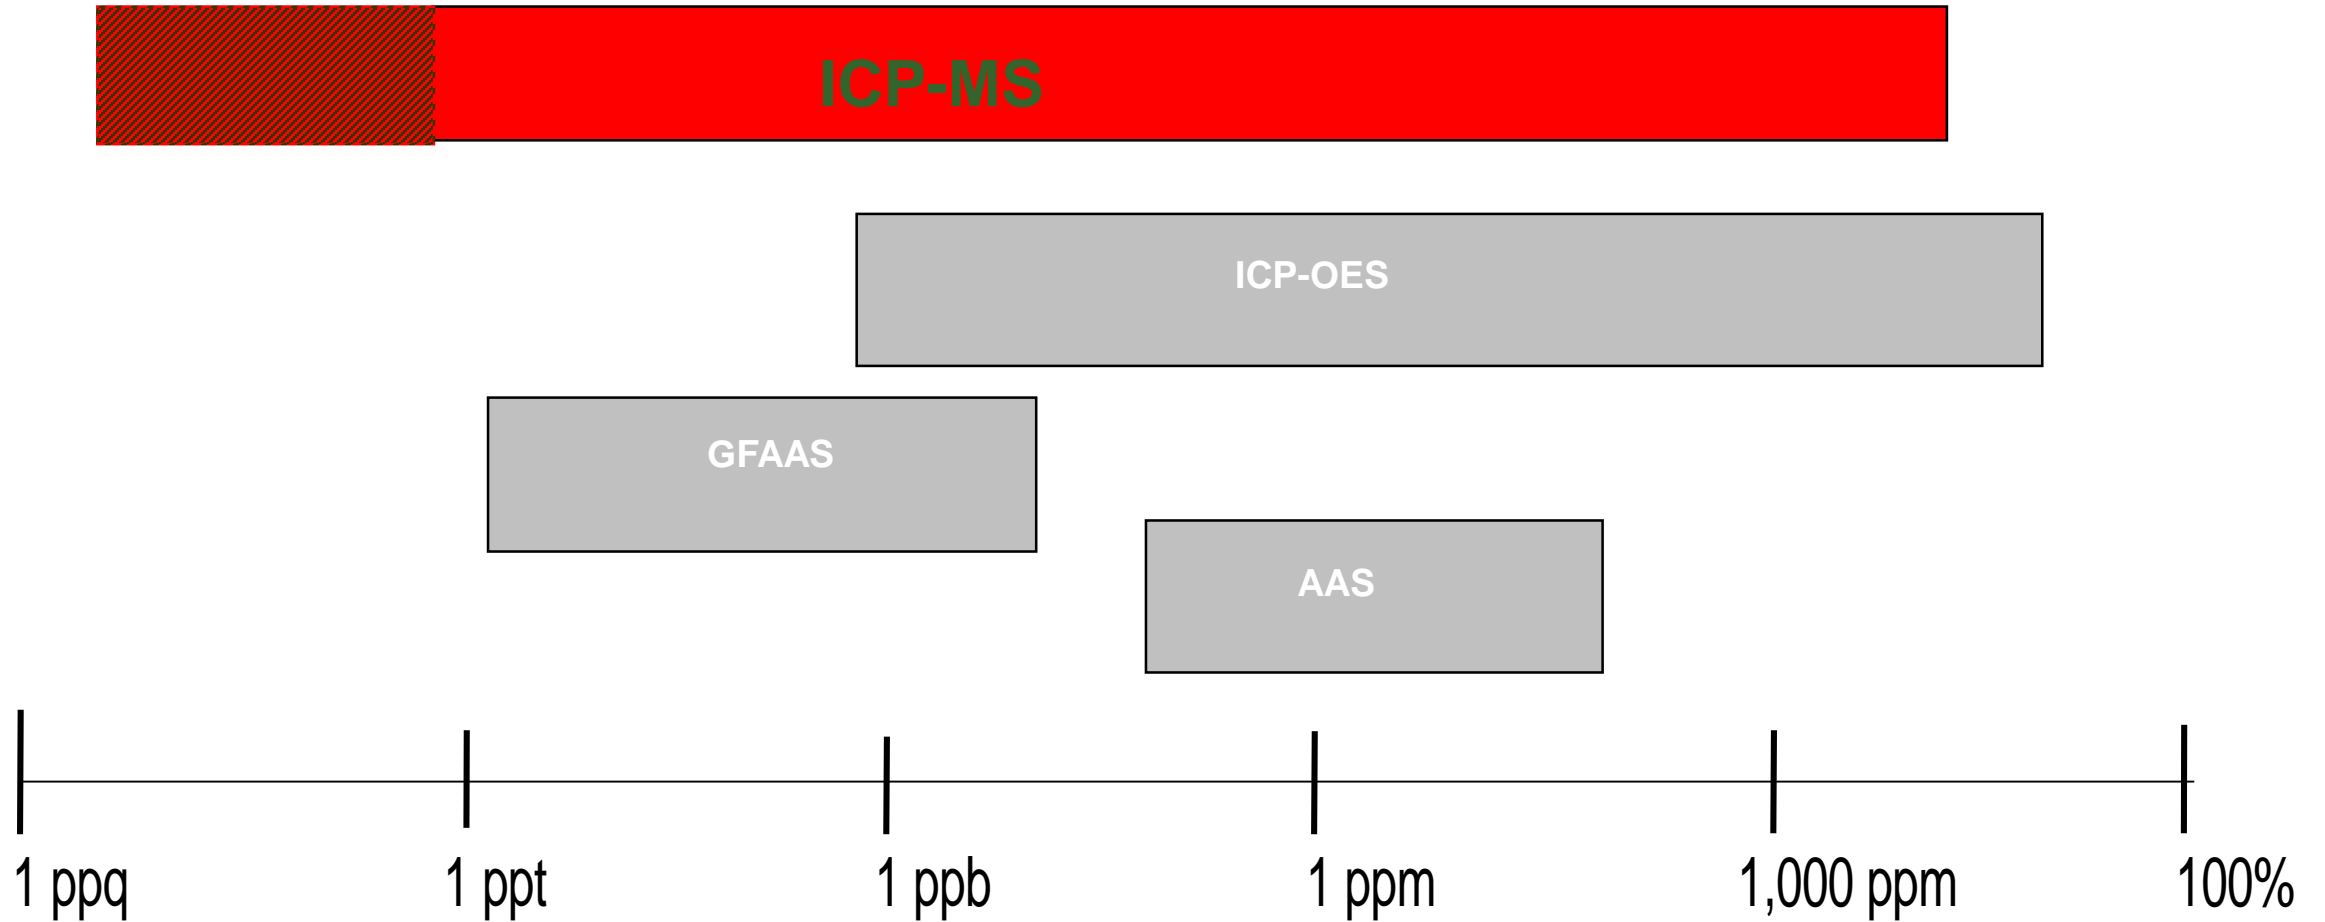 ICP-MS
ICP-OES
GFAAS
AAS
1 ppq 1 ppt 1 ppb 1 ppm 1,000 ppm 100%